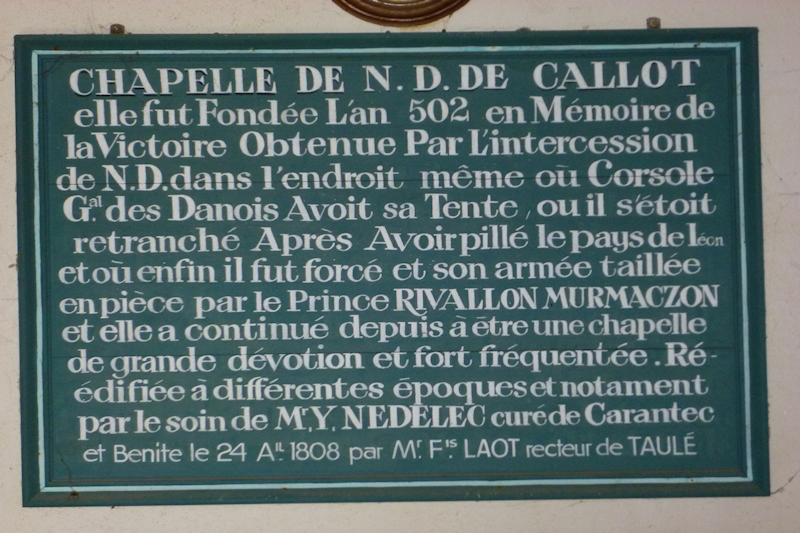 CHAPELLE DE N.D. DE CALLOT
elle fut Fondée L'an 502 en Mémoire de
la Victoire Obtenue Par L'intercession
de N.D. dans l'endroit même où Corsole
G.al des Danois Avoit sa Tente, ou il s'étoit
retranché Après Avoir pillé le pays de léon
et où enfin il fut forcé et son armée taillée
en pièce par le Prince RIVALLON MURMACZON
et elle a continué depuis à être une chapelle
de grande dévotion et fort fréquentée. Ré-
édifiée à différentes époques et notament
par le soin de Mr. Y. NEDELEC curé de Carantec
et Benite le 24 A.ll 1808 par Mr. F.is LAOT recteur de TAULÉ